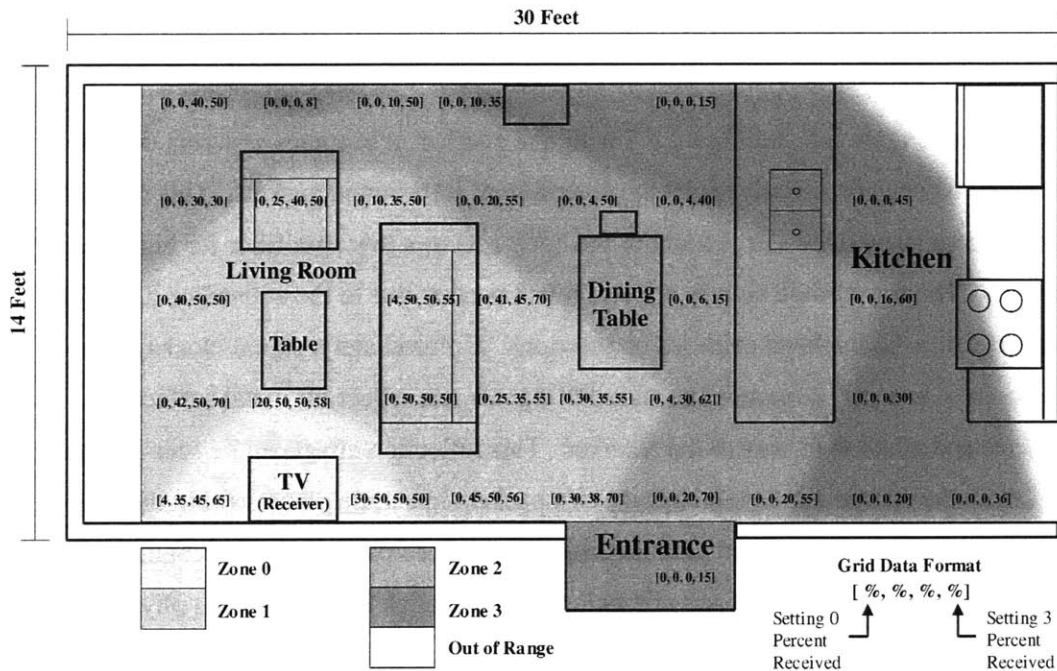 30 Feet
14 Feet
[0, 0, 40, 50] [0, 0, 0, 8] [0, 0, 10, 50] [0, 0, 10, 35 [0, 0, 0, 15]
[0, 0, 30, 30] [0, 25, 40, 50] [0, 10, 35, 50] [0, 0, 20, 55] [0, 0, 4, 50] [0, 0, 4, 40] [0, 0, 0, 45]
Living Room
Kitchen
[0, 40, 50, 50] [4, 50, 50, 55] [0, 41, 45, 70] Dining [0, 0, 6, 15] [0, 0, 16, 60]
Table
Table
[0, 42, 50, 70] [20, 50, 50, 58] [0, 50, 50, 50] [0, 25, 35, 55] [0, 30, 35, 55] [0, 4, 30, 62]] [0, 0, 0, 30]
TV
(Receiver)
[4, 35, 45, 65] [30, 50, 50, 50] [0, 45, 50, 56] [0, 30, 38, 70] [0, 0, 20, 70] [0, 0, 20, 55] [0, 0, 0, 20] [0, 0, 0, 36]
Entrance
[0, 0, 0, 15]
Zone 0
Zone 1
Zone 2
Zone 3
Out of Range
Grid Data Format
[ %, %, %, %]
Setting 0
Percent
Received
Setting 3
Percent
Received